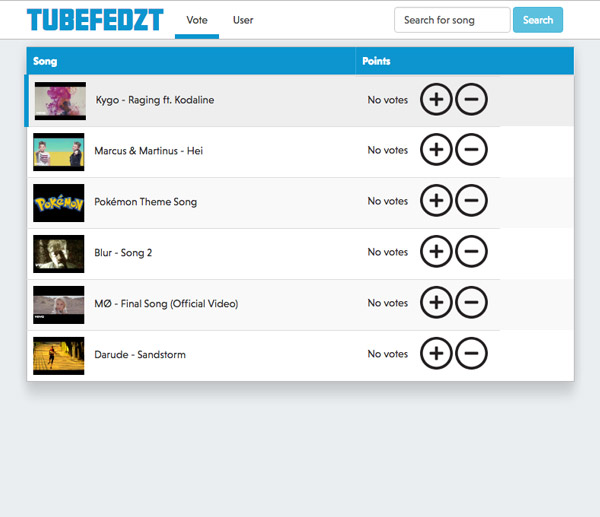 TUBEFEDZT Vote User Search for song Search
Song Points
Kygo - Raging ft. Kodaline No votes
Marcus & Martinus - Hei No votes
POKéMON Pokémon Theme Song No votes
Blur - Song 2 No votes
MØ - Final Song (Official Video) No votes
Darude - Sandstorm No votes